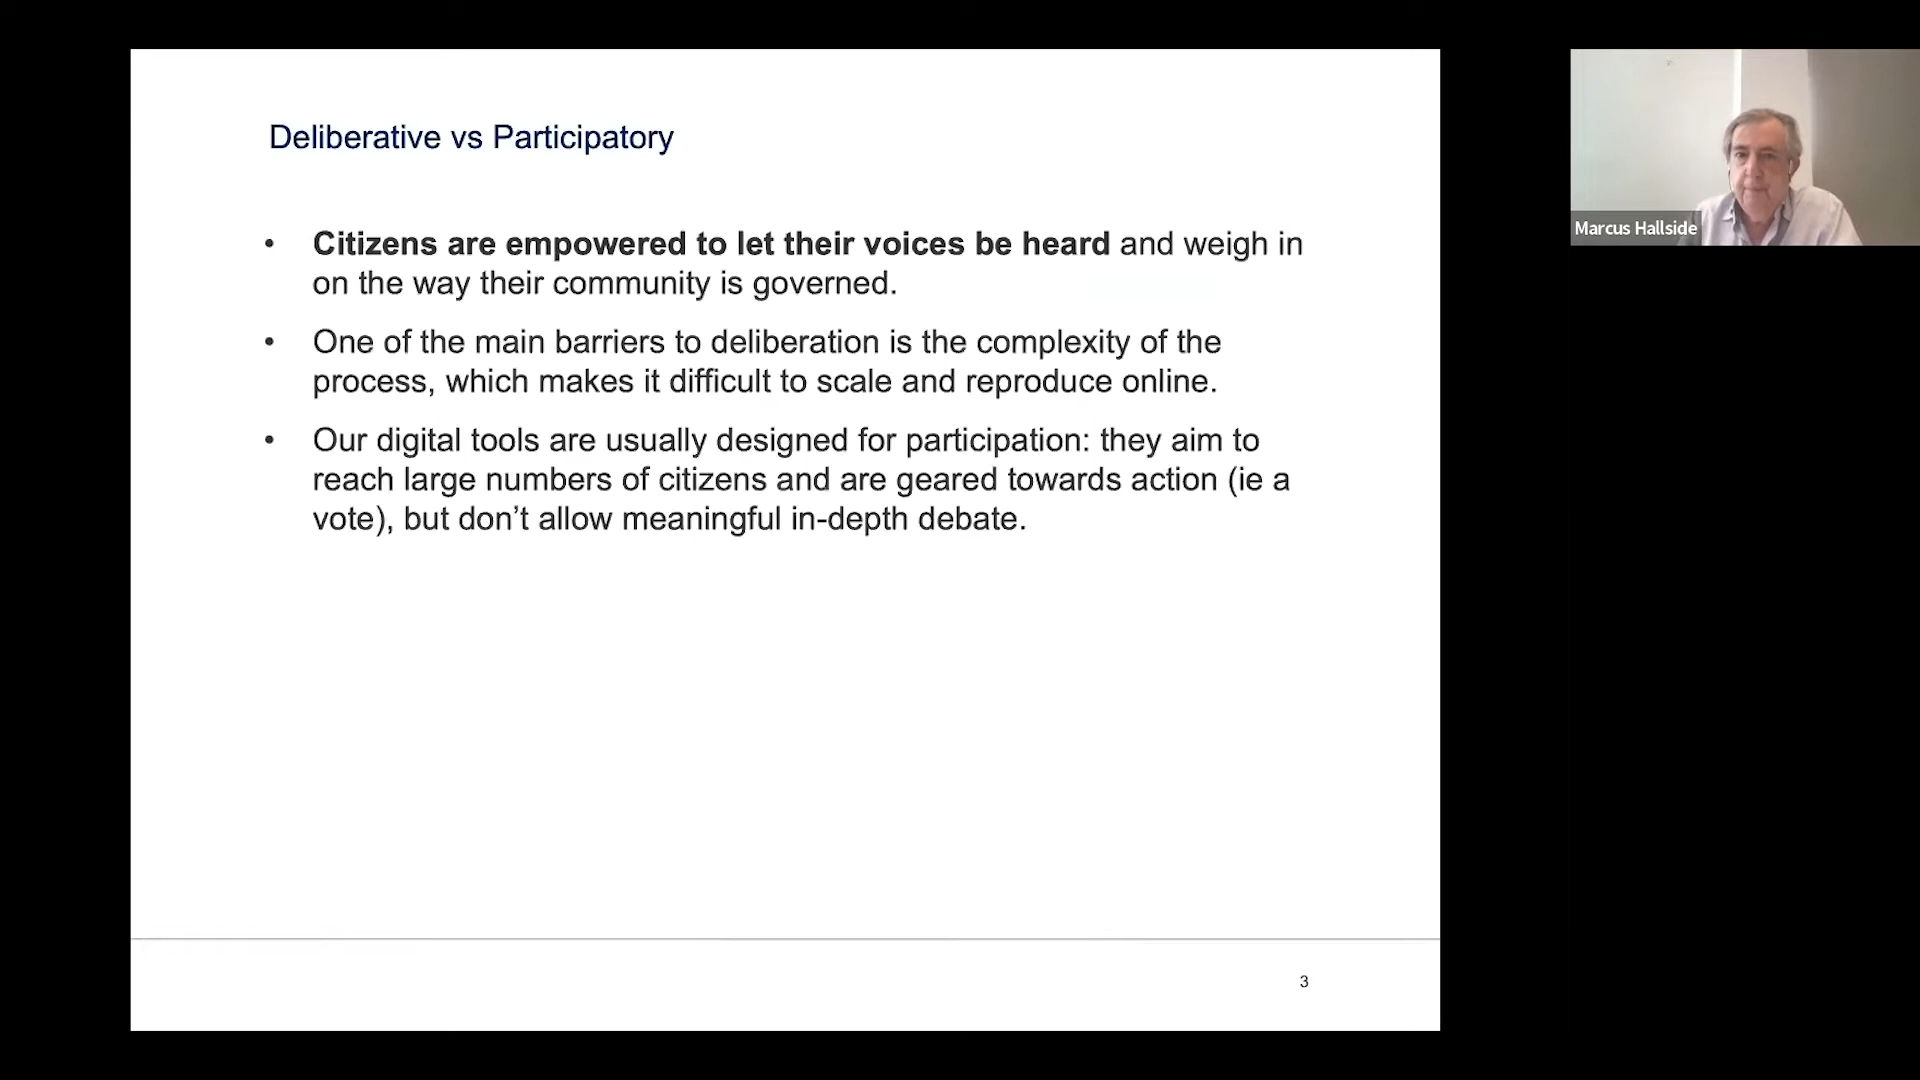 Deliberative vs Participatory
• Citizens are empowered to let their voices be heard and weigh in
on the way their community is governed.
• One of the main barriers to deliberation is the complexity of the
process, which makes it difficult to scale and reproduce online.
• Our digital tools are usually designed for participation: they aim to
reach large numbers of citizens and are geared towards action (ie a
vote), but don’t allow meaningful in-depth debate.
3
Marcus Hallside